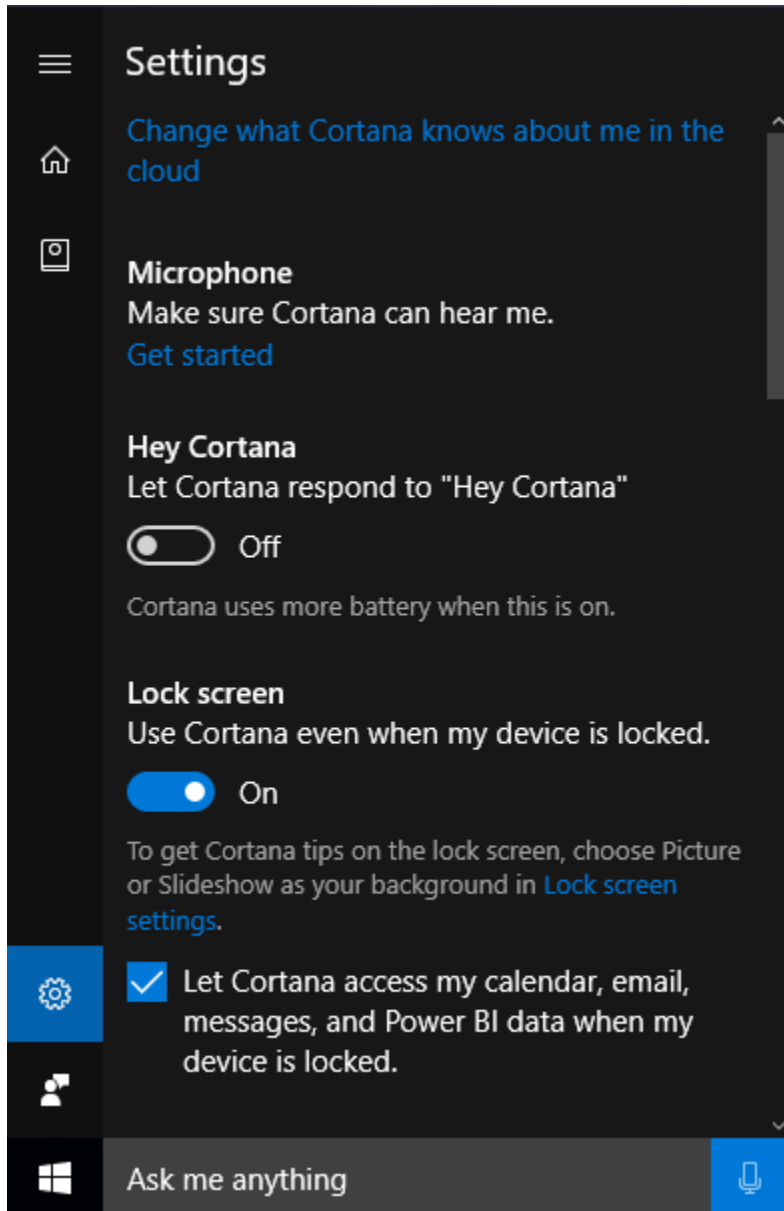 Settings
Change what Cortana knows about me in the
cloud
Microphone
Make sure Cortana can hear me.
Get started
Hey Cortana
Let Cortana respond to "Hey Cortana"
Off
Cortana uses more battery when this is on.
Lock screen
Use Cortana even when my device is locked.
On
To get Cortana tips on the lock screen, choose Picture
or Slideshow as your background in Lock screen
settings.
Let Cortana access my calendar, email,
messages, and Power BI data when my
device is locked.
Ask me anything